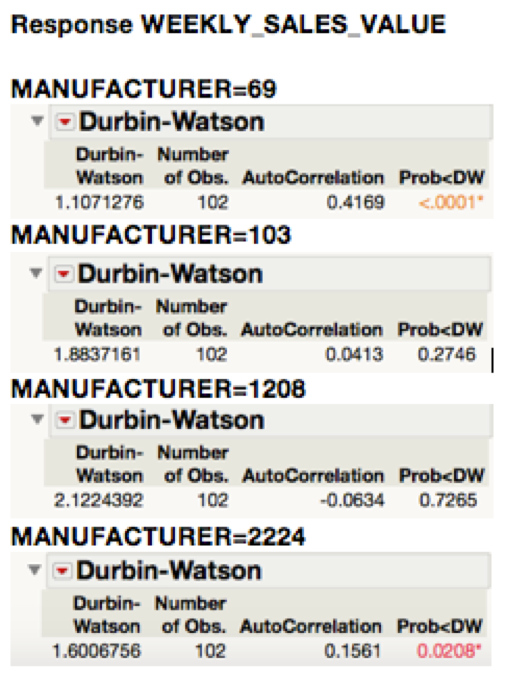 Response WEEKLY_SALES_VALUE
MANUFACTURER=69
Durbin-Watson
Durbin- Number
Watson of Obs. AutoCorrelation Prob<DW
1.1071276 102 0.4169 <.0001*
MANUFACTURER=103
Durbin-Watson
Durbin- Number
Watson of Obs. AutoCorrelation Prob<DW
1.8837161 102 0.0413 0.2746
MANUFACTURER=1208
Durbin-Watson
Durbin- Number
Watson of Obs. AutoCorrelation Prob<DW
2.1224392 102 -0.0634 0.7265
MANUFACTURER=2224
Durbin-Watson
Durbin- Number
Watson of Obs. AutoCorrelation Prob<DW
1.6006756 102 0.1561 0.0208*